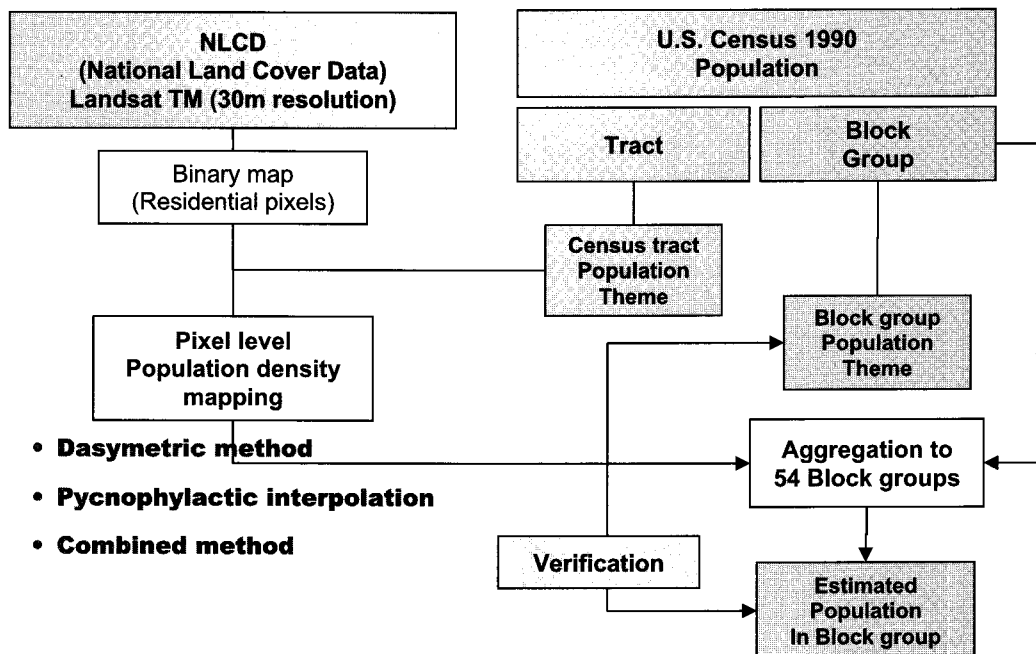 NLCD
(National Land Cover Data)
Landsat TM (30m resolution)
U.S. Census 1990
Population
Tract
Block
Group
Binary map
(Residential pixels)
Census tract
Population
Theme
Block group
Population
Theme
Pixel level
Population density
mapping
• Dasymetric method
• Pycnophylactic interpolation
• Combined method
Aggregation to
54 Block groups
Verification
Estimated
Population
In Block group